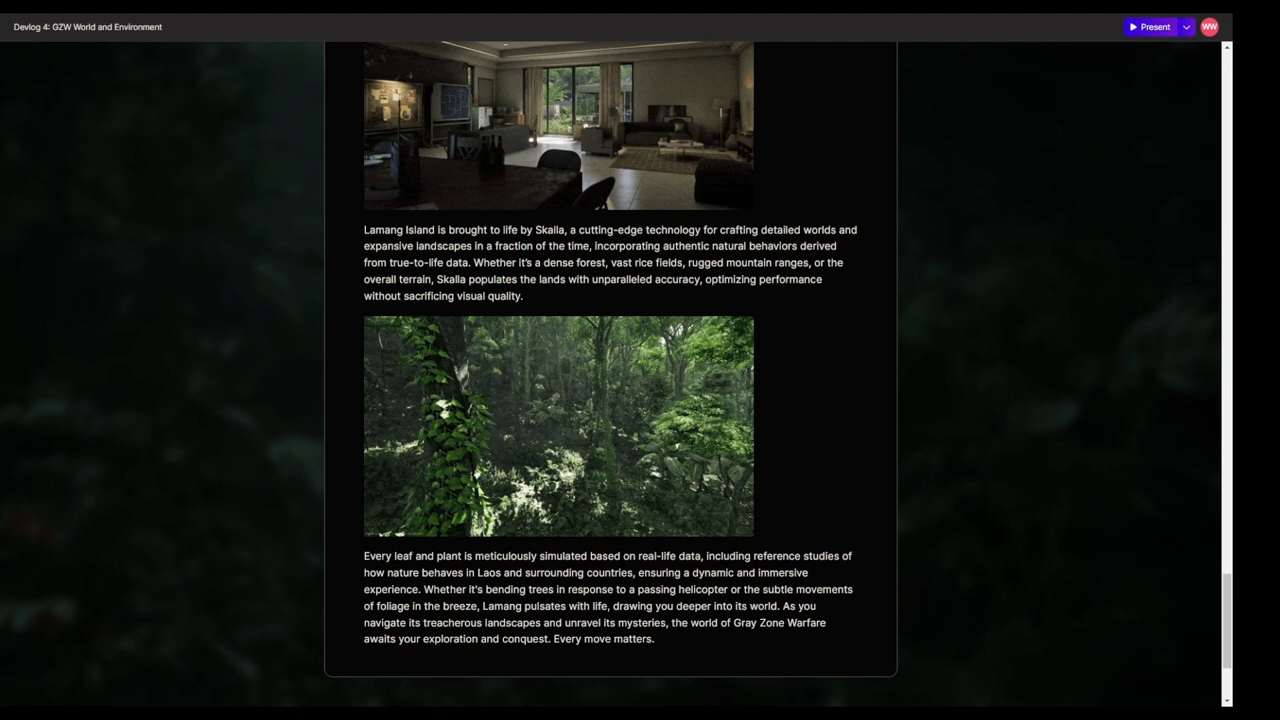 Devlog 4: GZW World and Environment
Present
WW
Lamang Island is brought to life by Skalla, a cutting-edge technology for crafting detailed worlds and
expansive landscapes in a fraction of the time, incorporating authentic natural behaviors derived
from true-to-life data. Whether it's a dense forest, vast rice fields, rugged mountain ranges, or the
overall terrain, Skalla populates the lands with unparalleled accuracy, optimizing performance
without sacrificing visual quality.
Every leaf and plant is meticulously simulated based on real-life data, including reference studies of
how nature behaves in Laos and surrounding countries, ensuring a dynamic and immersive
experience. Whether it's bending trees in response to a passing helicopter or the subtle movements
of foliage in the breeze, Lamang pulsates with life, drawing you deeper into its world. As you
navigate its treacherous landscapes and unravel its mysteries, the world of Gray Zone Warfare
awaits your exploration and conquest. Every move matters.